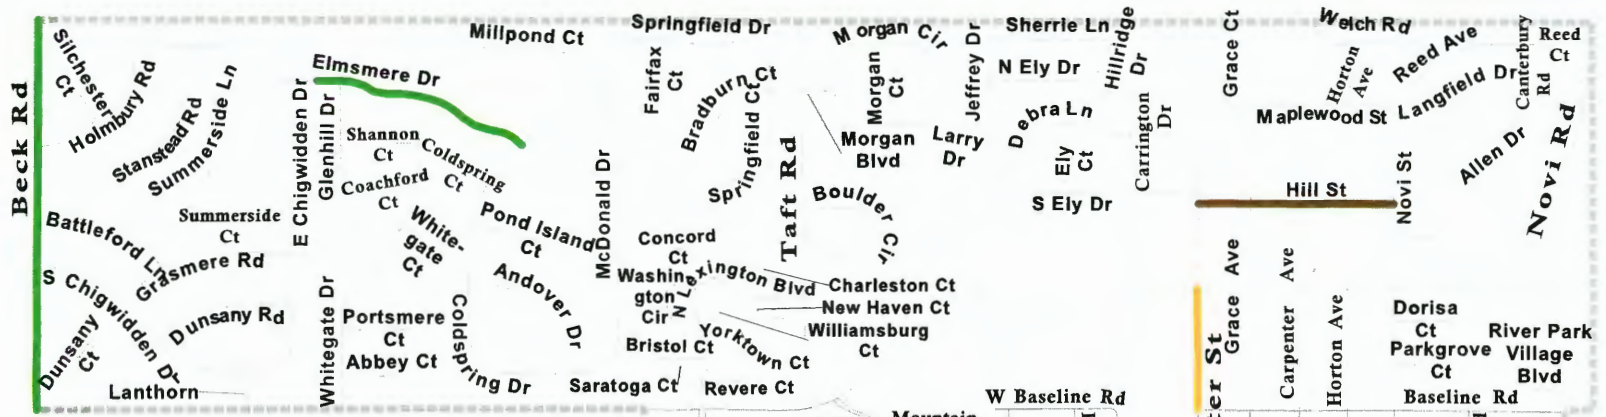 Beck Rd
Silchester
Ct
Holmbury Rd
Stanstead Rd
Summerside Ln
Summerside
Ct
Battleford Ln
Grasmere Rd
S Chigwidden Dr
Dunsany Rd
Dunsany
Ct
Lanthorn
E Chigwidden Dr
Glenhill Dr
Whitegate Dr
Elmsmere Dr
Shannon
Ct
Coldspring
Ct
Coachford
Ct
White-
gate
Ct
Portsmere
Ct
Abbey Ct
Coldspring Dr
Andover Dr
Pond Island
Ct
Millpond Ct
McDonald Dr
Springfield Dr
Fairfax
Ct
Bradburn Ct
Springfield Ct
Concord
Ct
Washin
gton
Cir
N Lexington Blvd
Bristol Ct
Yorktown Ct
Saratoga Ct
Revere Ct
Taft Rd
Charleston Ct
New Haven Ct
Williamsburg
Ct
Boulder Cir
Morgan Cir
Morgan
Ct
Morgan
Blvd
Jeffrey Dr
Larry
Dr
Sherrie Ln
N Ely Dr
Debra Ln
Ely
Ct
S Ely Dr
Hillridge
Dr
Carrington
Dr
W Baseline Rd
Mountain
Grace Ct
Welch Rd
Horton
Ave
Maplewood St
Reed Ave
Langfield Dr
Canterbury
Rd
Reed
Ct
Allen Dr
Novi Rd
Hill St
Novi St
er St
Grace Ave
Carpenter Ave
Horton Ave
Dorisa
Ct
Parkgrove
Ct
River Park
Village
Blvd
Baseline Rd